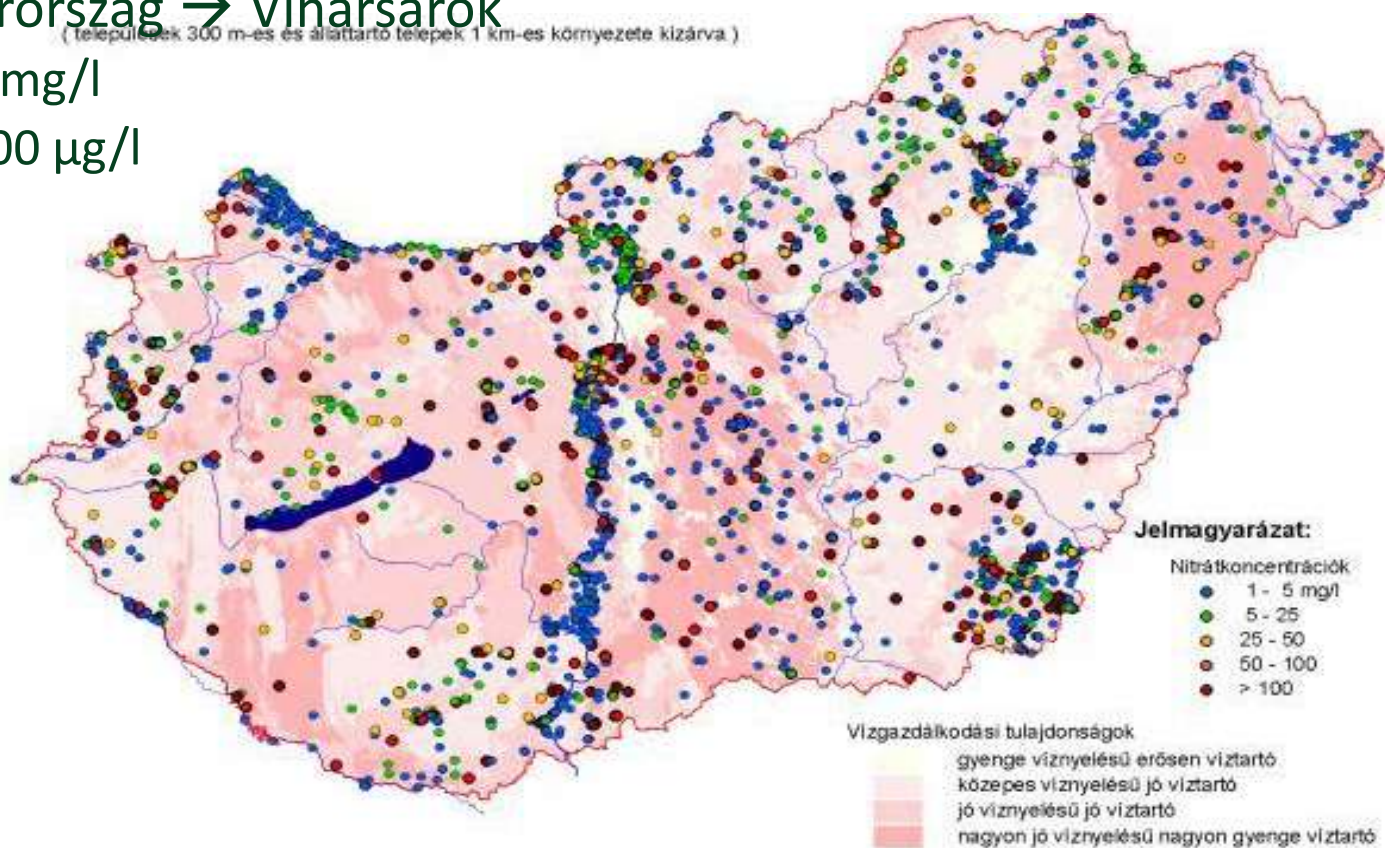 rország → Viharsarok
( települések 300 m-es és állattartó telepek 1 km-es környezete kizárva )
mg/l
00 µg/l
Jelmagyarázat:
Nitrátkoncentrációk
1 - 5 mg/l
5 - 25
25 - 50
50 - 100
> 100
Vízgazdálkodási tulajdonságok
gyenge víznyelésű erősen víztartó
közepes víznyelésű jó víztartó
jó víznyelésű jó víztartó
nagyon jó víznyelésű nagyon gyenge víztartó